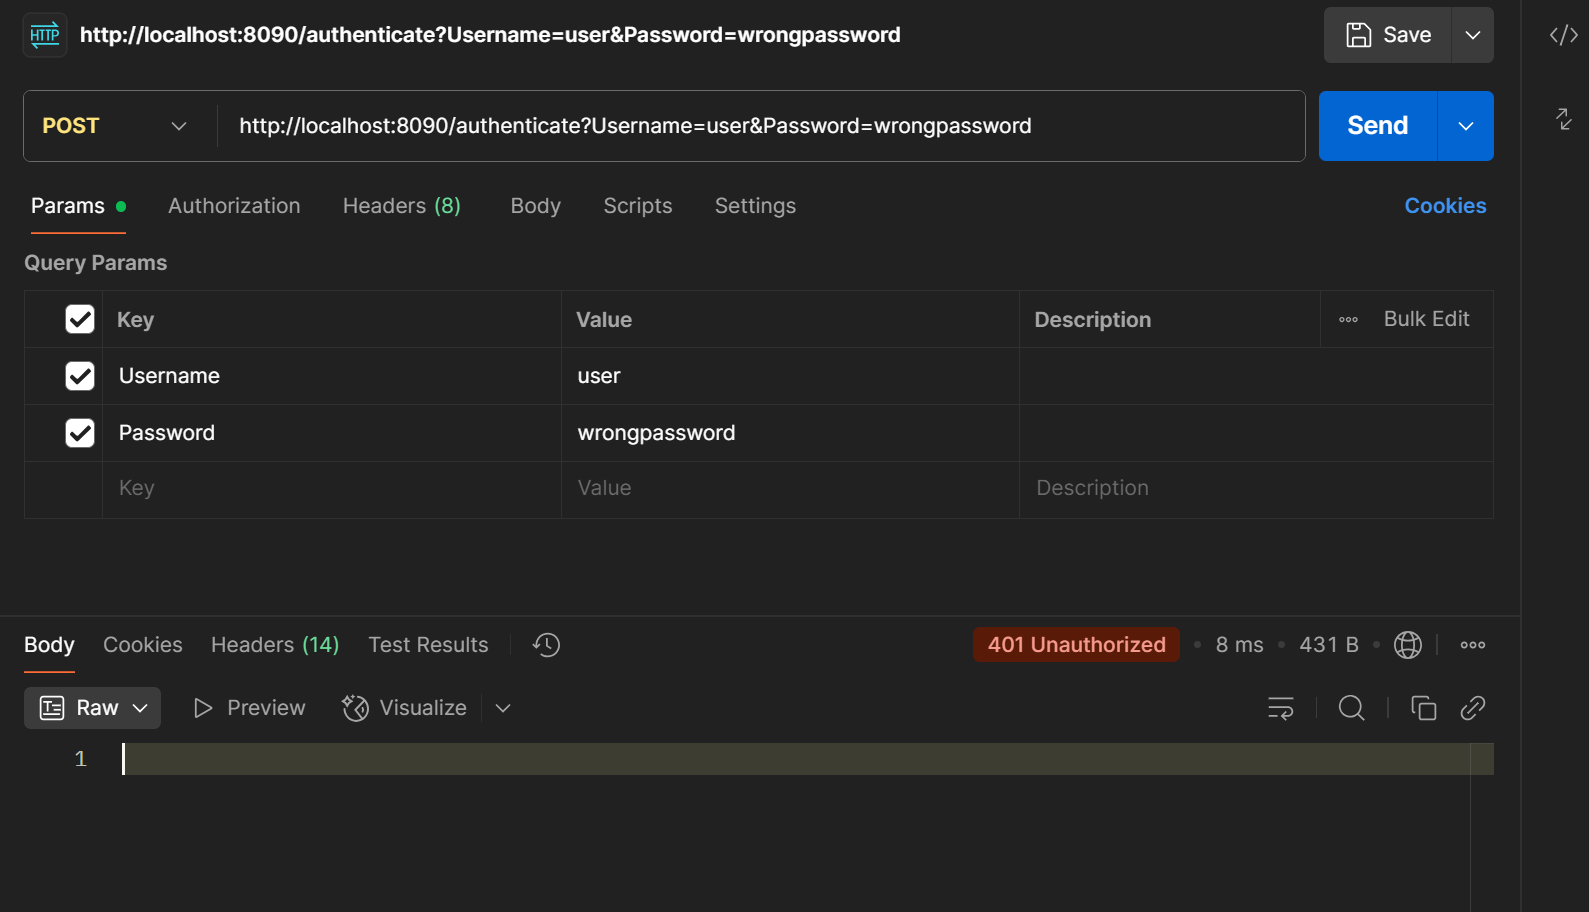 HTTP http://localhost:8090/authenticate?Username=user&Password=wrongpassword Save
POST http://localhost:8090/authenticate?Username=user&Password=wrongpassword Send
Params Authorization Headers (8) Body Scripts Settings Cookies
Query Params
Key Value Description Bulk Edit
Username user
Password wrongpassword
Key Value Description
Body Cookies Headers (14) Test Results 401 Unauthorized 8 ms 431 B
Raw Preview Visualize
1